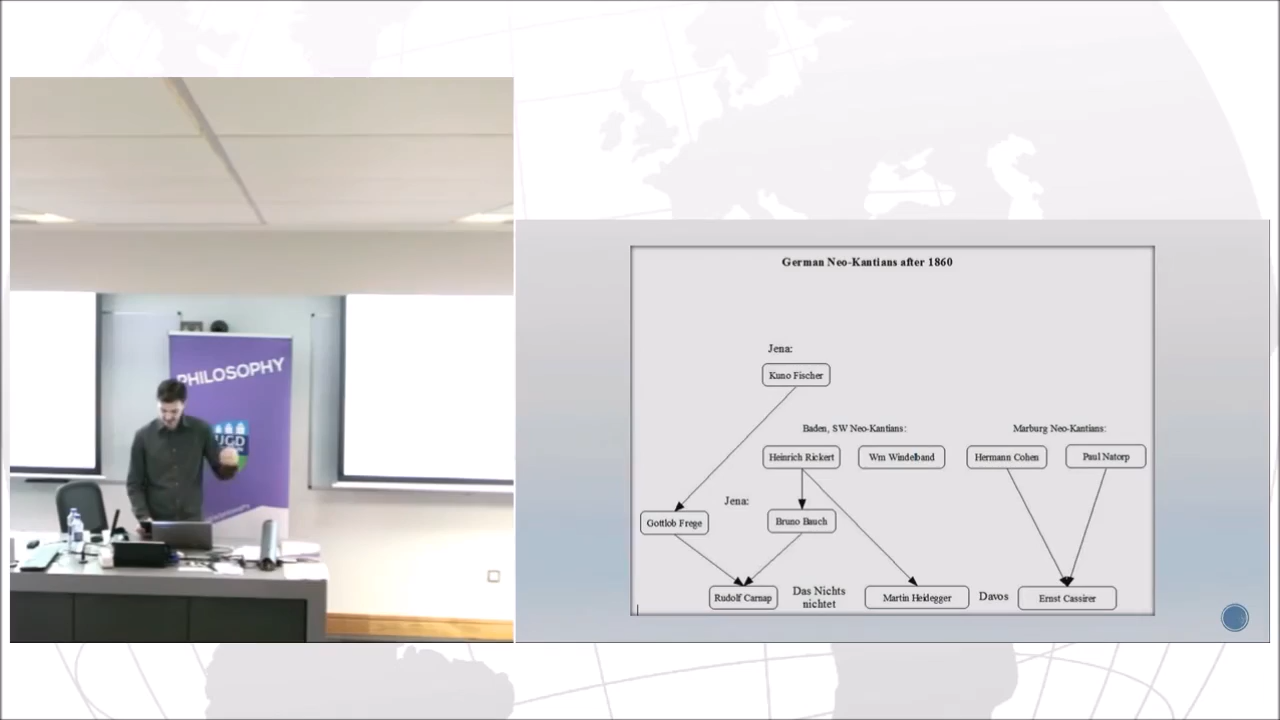 PHILOSOPHY
UCD
German Neo-Kantians after 1860
Jena:
Kuno Fischer
Baden, SW Neo-Kantians:
Marburg Neo-Kantians:
Heinrich Rickert
Wm Windelband
Hermann Cohen
Paul Natorp
Jena:
Gottlob Frege
Bruno Bauch
Rudolf Carnap
Das Nichts
nichtet
Martin Heidegger
Davos
Ernst Cassirer